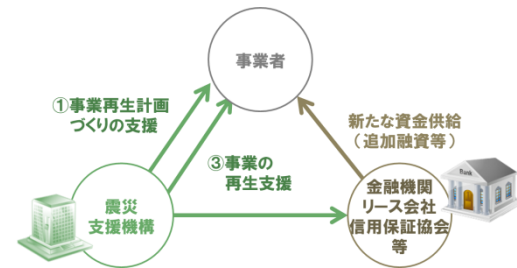 事業者
①事業再生計画
づくりの支援
③事業の
再生支援
新たな資金供給
（追加融資等）
震災
支援機構
金融機関
リース会社
信用保証協会
等
Bank